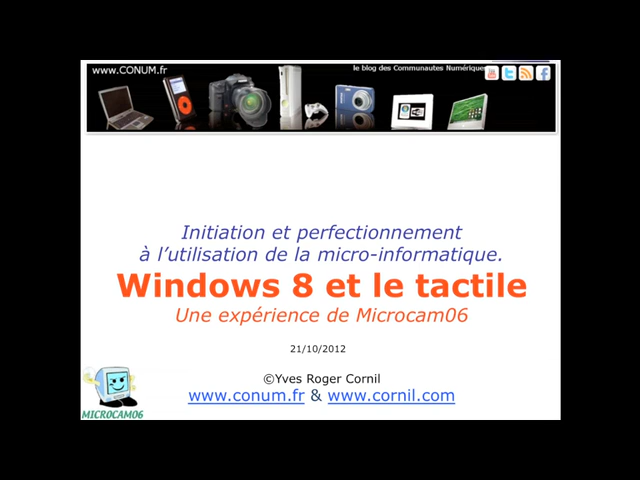 www.CONUM.fr
le blog des Communautes Numériques
Initiation et perfectionnement
à l’utilisation de la micro-informatique.
Windows 8 et le tactile
Une expérience de Microcam06
21/10/2012
©Yves Roger Cornil
www.conum.fr & www.cornil.com
MICROCAM06